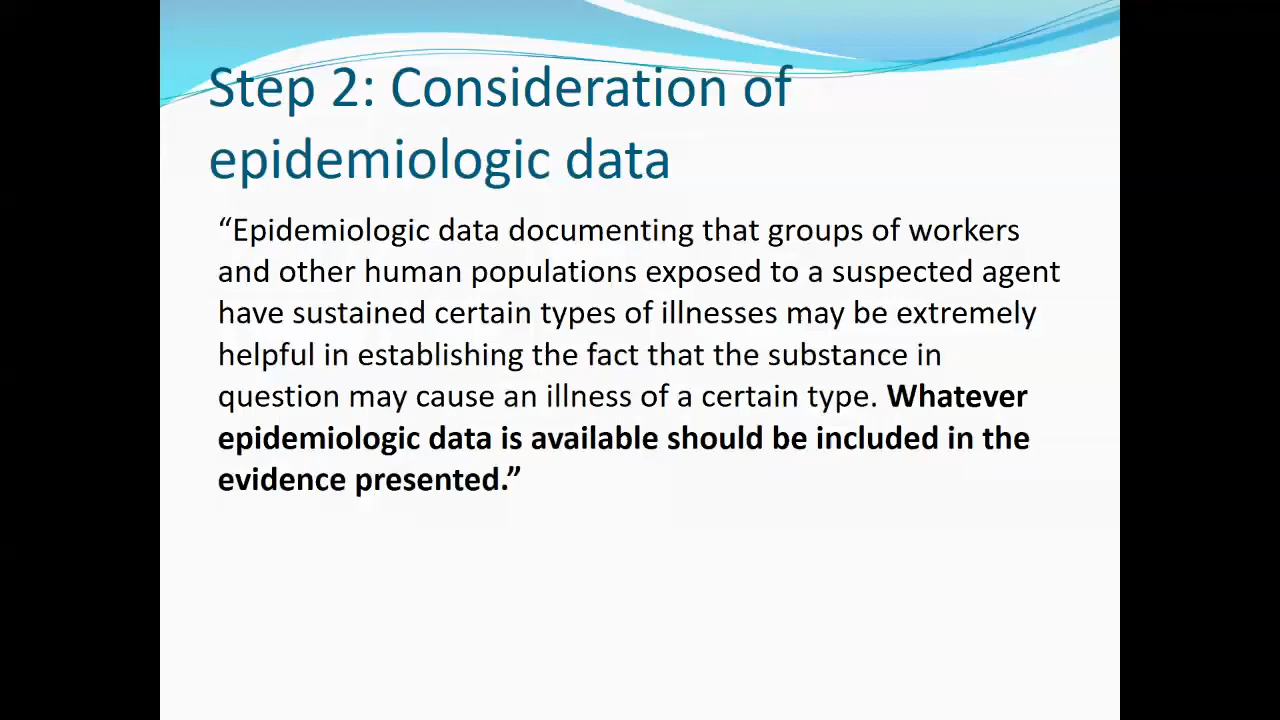 Step 2: Consideration of
epidemiologic data
“Epidemiologic data documenting that groups of workers
and other human populations exposed to a suspected agent
have sustained certain types of illnesses may be extremely
helpful in establishing the fact that the substance in
question may cause an illness of a certain type. Whatever
epidemiologic data is available should be included in the
evidence presented.”